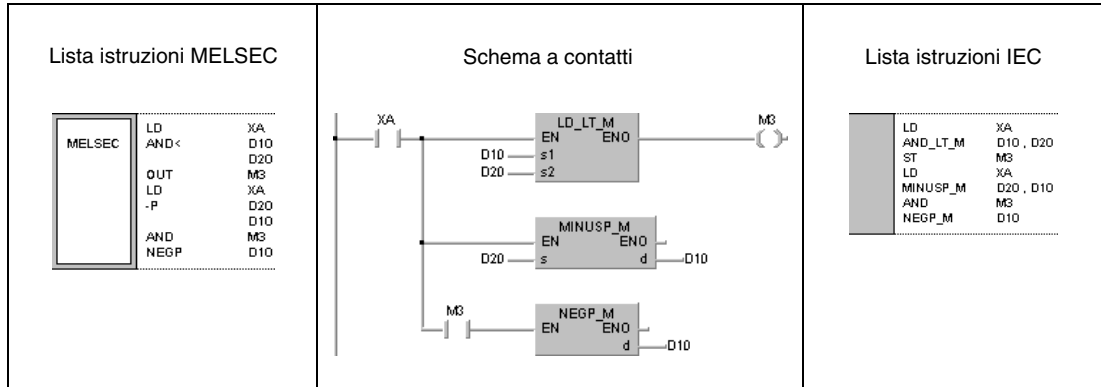 Lista istruzioni MELSEC
MELSEC
LD XA
AND< D10
D20
OUT M3
LD XA
-P D20
D10
AND M3
NEGP D10
Schema a contatti
XA
LD_LT_M
EN ENO
M3
D10 s1
D20 s2
MINUSP_M
EN ENO
D20 s d D10
M3
NEGP_M
EN ENO
d D10
Lista istruzioni IEC
LD XA
AND_LT_M D10 , D20
ST M3
LD XA
MINUSP_M D20 , D10
AND M3
NEGP_M D10